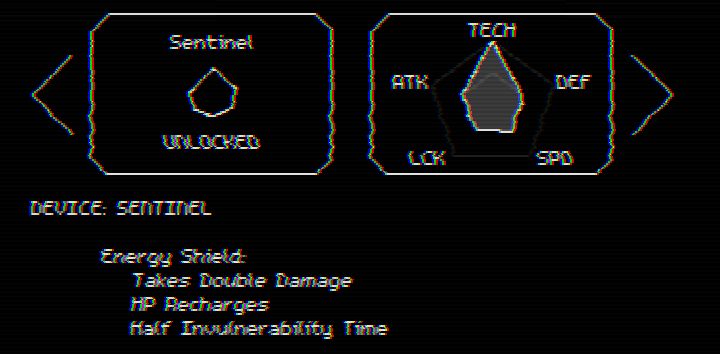 Sentinel
UNLOCKED
TECH
ATK
DEF
LCK
SPD
DEVICE: SENTINEL
Energy Shield:
Takes Double Damage
HP Recharges
Half Invulnerability Time